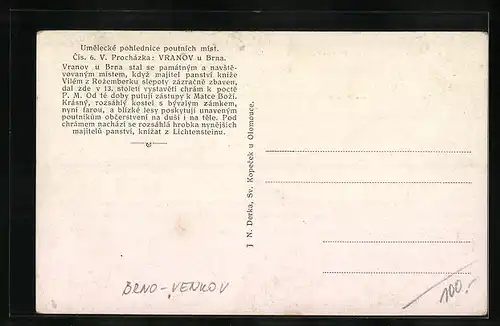 Umělecké pohlednice poutních míst.
Čís. 6. V. Procházka: VRANOV u Brna.
Vranov u Brna stal se památným a navště-
vovaným místem, když majitel panství kníže
Vilém z Rožemberku slepoty zázračně zbaven,
dal zde v 13. století vystavěti chrám k poctě
P. M. Od té doby putují zástupy k Matce Boží.
Krásný, rozsáhlý kostel s bývalým zámkem,
nyní farou, a blízké lesy poskytují unaveným
poutníkům občerstvení na duši i na těle. Pod
chrámem nachází se rozsáhlá hrobka nynějších
majitelů panství, knížat z Lichtensteinu.
J. N. Derka, Sv. Kopeček u Olomouce.
BRNO-VENKOV
100.-